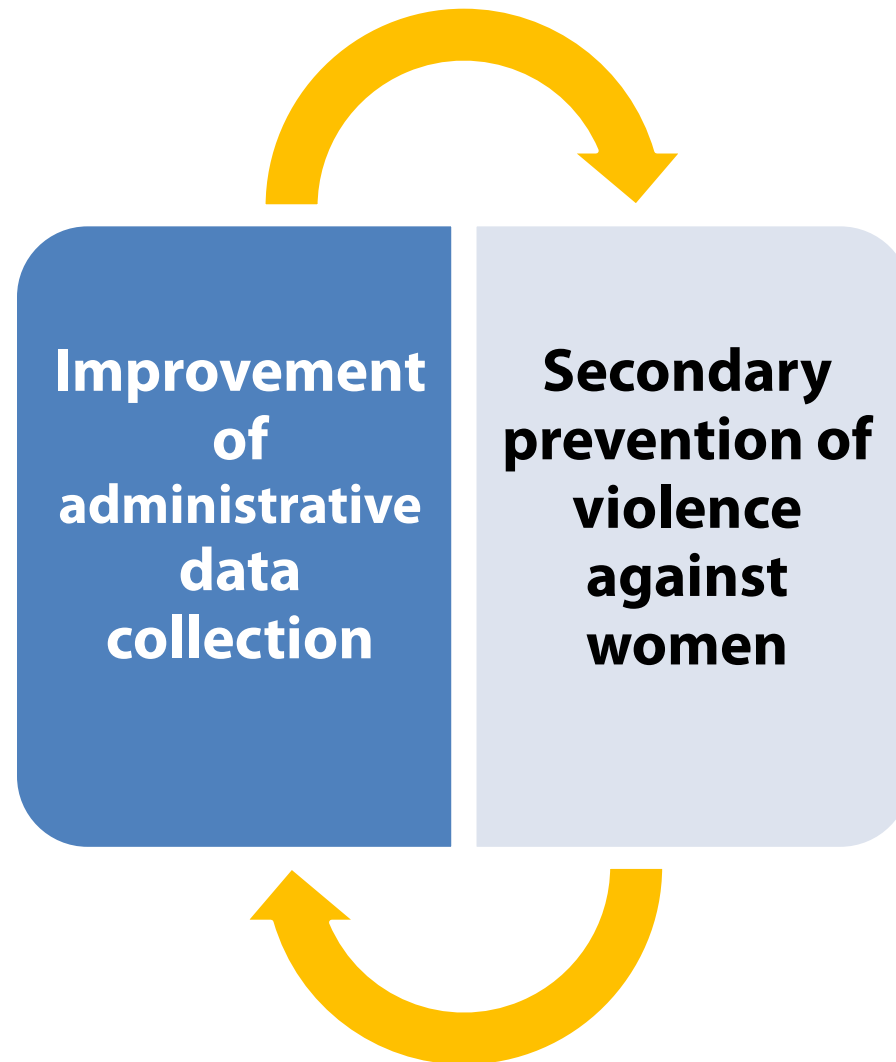 Improvement
of
administrative
data
collection
Secondary
prevention of
violence
against
women